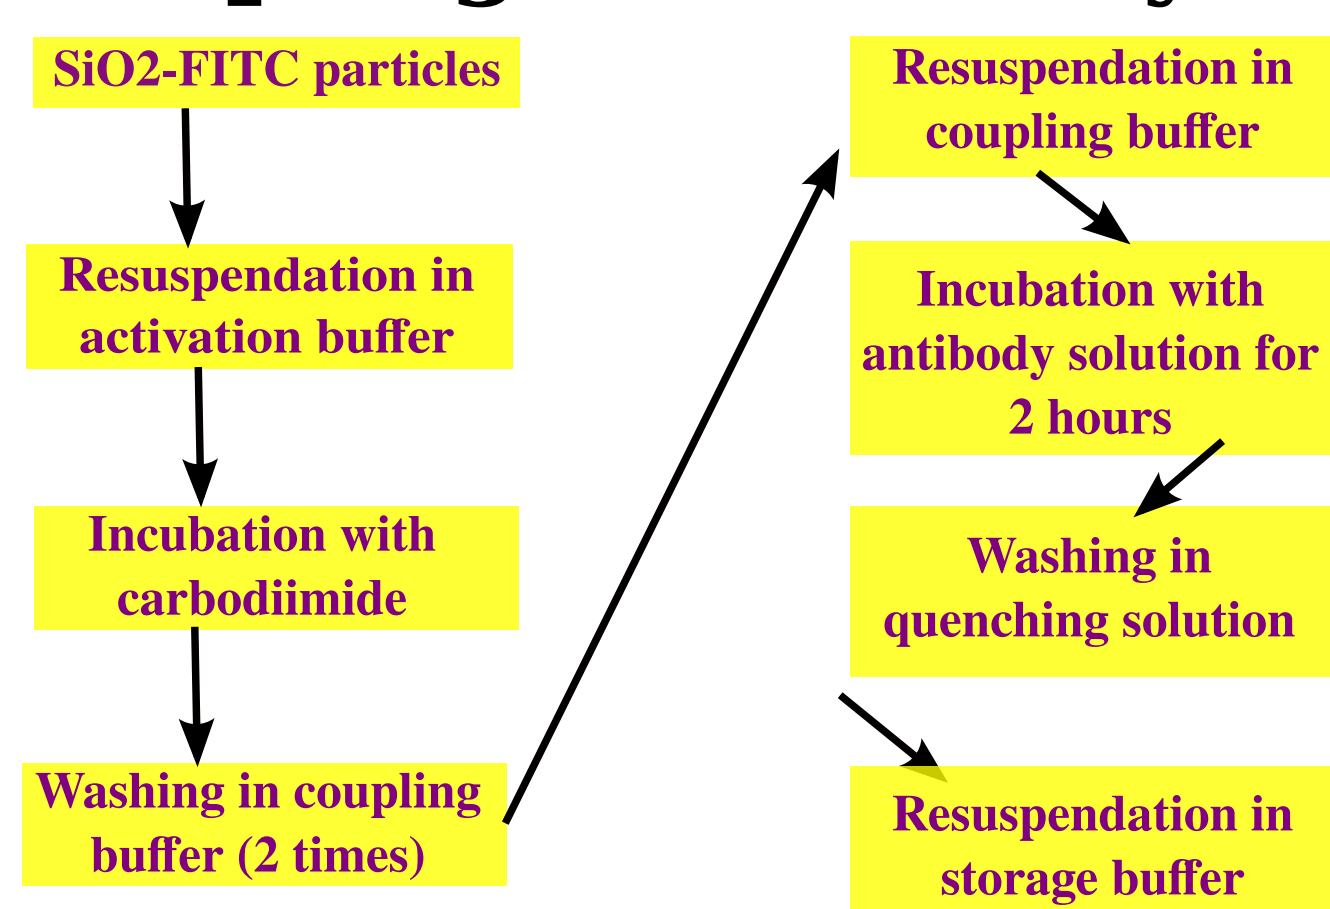 SiO2-FITC particles
Resuspendation in
activation buffer
Incubation with
carbodiimide
Washing in coupling
buffer (2 times)
Resuspendation in
coupling buffer
Incubation with
antibody solution for
2 hours
Washing in
quenching solution
Resuspendation in
storage buffer